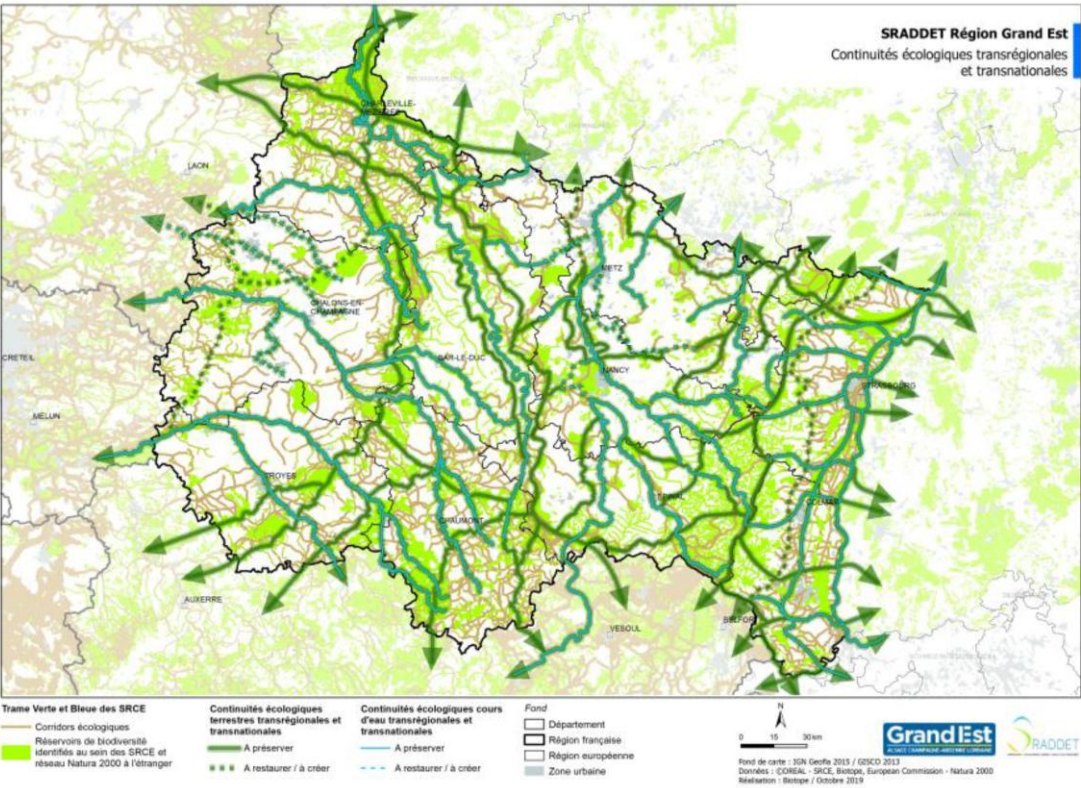 SRADDET Région Grand Est
Continuités écologiques transrégionales
et transnationales
CHARLEVILLE-
LAON
METZ
CHALONS-EN-
CHAMPAGNE
CRETEIL
BAR-LE-DUC
NANCY
STRASBOURG
MELUN
TROYES
EPINAL
COLMAR
CHAUMONT
AUXERRE
VESOUL
BELFORT
Trame Verte et Bleue des SRCE
Corridors écologiques
Réservoirs de biodiversité
identifiés au sein des SRCE et
réseau Natura 2000 à l'étranger
Continuités écologiques
terrestres transrégionales et
transnationales
A préserver
A restaurer / à créer
Continuités écologiques cours
d'eau transrégionales et
transnationales
A préserver
A restaurer / à créer
Fond
Département
Région française
Région européenne
Zone urbaine
N
0 15 30 km
Fond de carte : IGN Geofla 2015 / GISCO 2013
Données : ©DREAL - SRCE, Biotope, European Commission - Natura 2000
Réalisation : Biotope / Octobre 2019
Grand Est
ALSACE CHAMPAGNE-ARDENNE LORRAINE
SRADDET